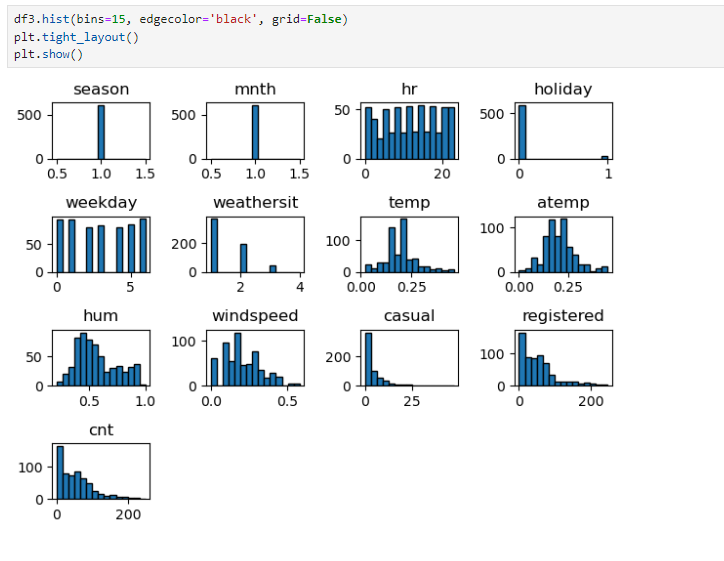 df3.hist(bins=15, edgecolor='black', grid=False)
plt.tight_layout()
plt.show()
season mnth hr holiday
500 500 50 500
0 0 0 0
0.5 1.0 1.5 0.5 1.0 1.5 0 20 0 1
weekday weathersit temp atemp
50 200 100 100
0 0 0 0
0 5 2 4 0.00 0.25 0.00 0.25
hum windspeed casual registered
50 100 200 100
0 0 0 0
0.5 1.0 0.0 0.5 0 25 0 200
cnt
100
0
0 200